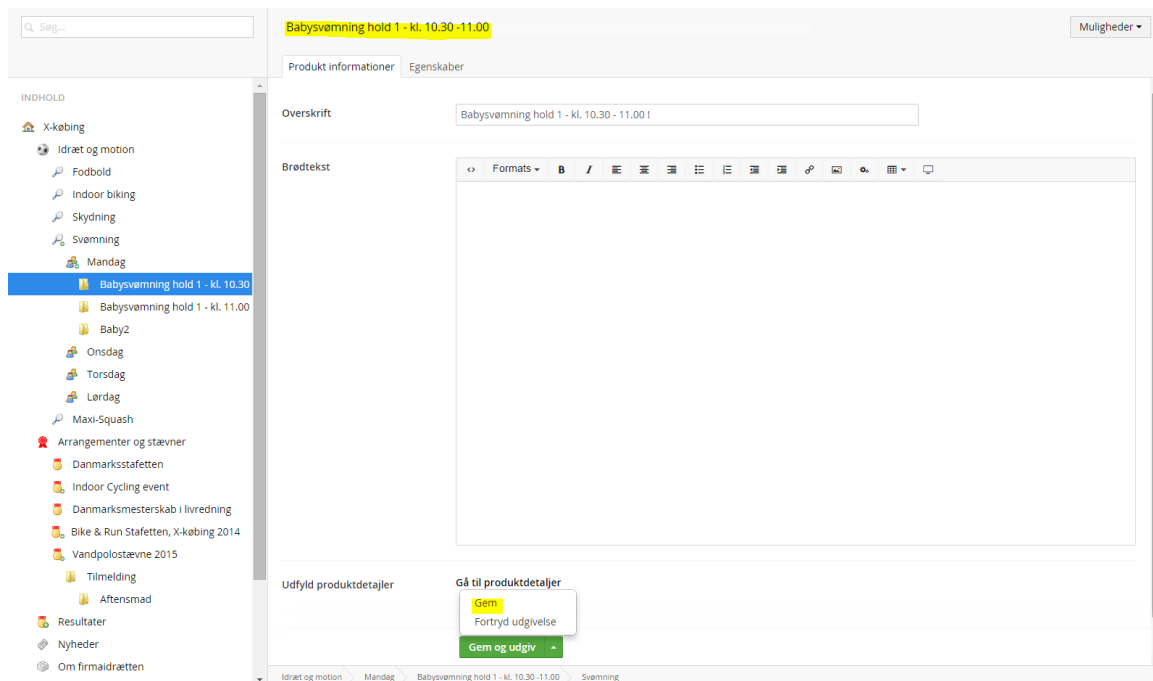 Søg...
Babysvømning hold 1 - kl. 10.30 -11.00
Muligheder
Produkt informationer
Egenskaber
INDHOLD
X-købing
Idræt og motion
Fodbold
Indoor biking
Skydning
Svømning
Mandag
Babysvømning hold 1 - kl. 10.30
Babysvømning hold 1 - kl. 11.00
Baby2
Onsdag
Torsdag
Lørdag
Maxi-Squash
Arrangementer og stævner
Danmarksstafetten
Indoor Cycling event
Danmarksmesterskab i livredning
Bike & Run Stafetten, X-købing 2014
Vandpolostævne 2015
Tilmelding
Aftensmad
Resultater
Nyheder
Om firmaidrætten
Overskrift
Babysvømning hold 1 - kl. 10.30 - 11.00 !
Brødtekst
Formats
B
I
Udfyld produktdetajler
Gå til produktdetaljer
Gem
Fortryd udgivelse
Gem og udgiv
Idræt og motion
Mandag
Babysvømning hold 1 - kl. 10.30 -11.00
Svømning